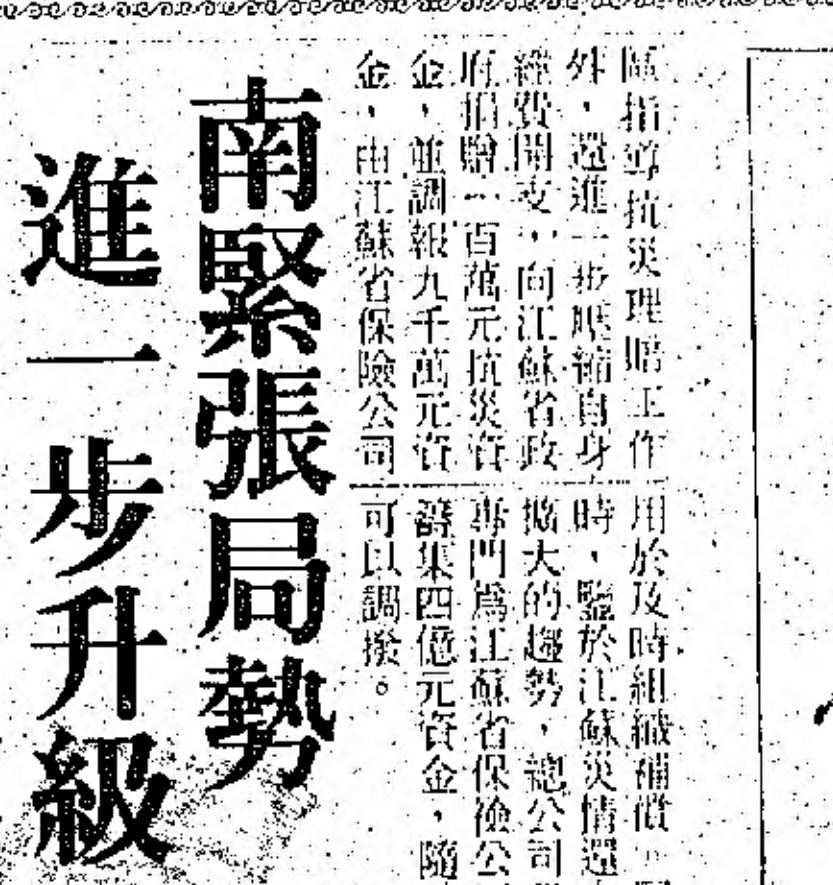 區指導抗災理賠工作
外，還進一步壓縮自身
經費開支，向江蘇省政
府捐贈一百萬元抗災資
金，並調報九千萬元資
金，由江蘇省保險公司
用於及時組織補償。
時，鑒於江蘇災情還
擴大的趨勢，總公司
專門爲江蘇省保險公
籌集四億元資金，隨
可以調撥。
南緊張局勢
進一步升級